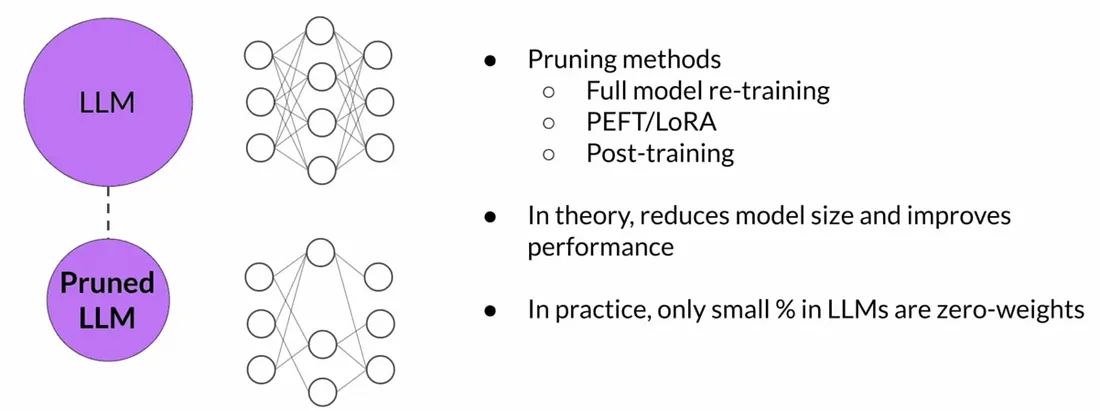 LLM
Pruned
LLM
● Pruning methods
○ Full model re-training
○ PEFT/LoRA
○ Post-training
● In theory, reduces model size and improves
performance
● In practice, only small % in LLMs are zero-weights